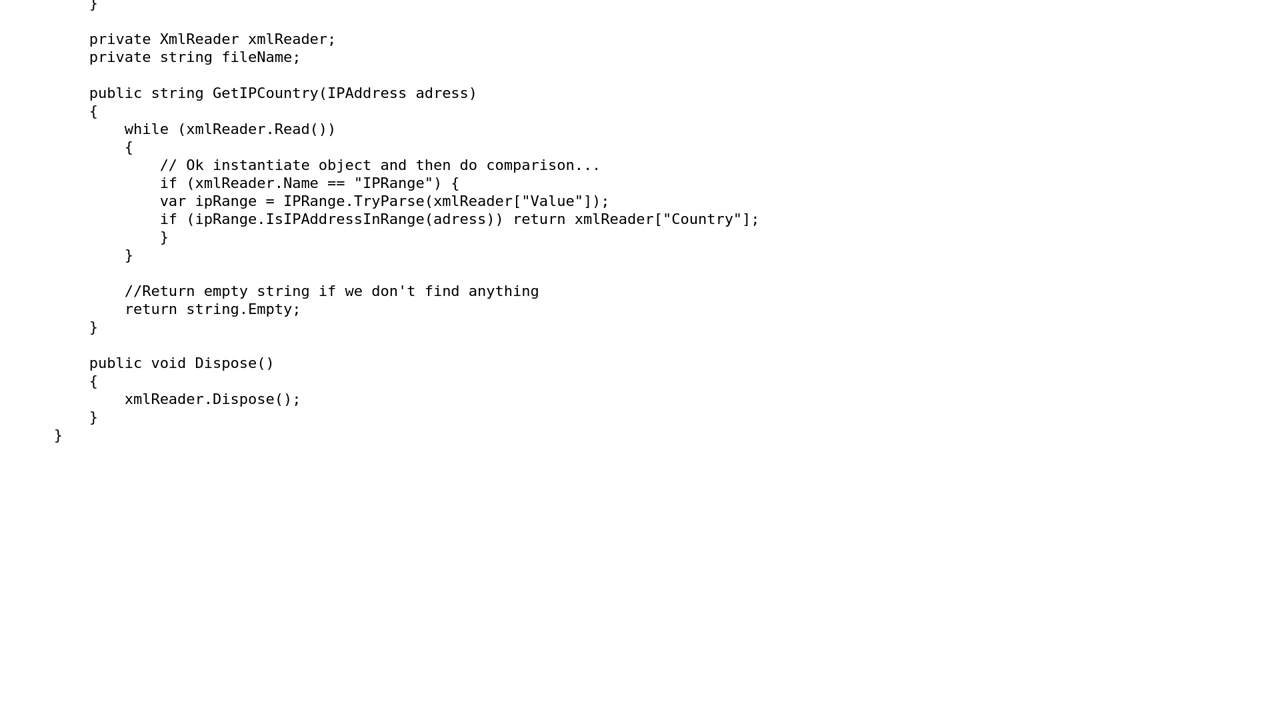 }
private XmlReader xmlReader;
private string fileName;
public string GetIPCountry(IPAddress adress)
{
while (xmlReader.Read())
{
// Ok instantiate object and then do comparison...
if (xmlReader.Name == "IPRange") {
var ipRange = IPRange.TryParse(xmlReader["Value"]);
if (ipRange.IsIPAddressInRange(adress)) return xmlReader["Country"];
}
}
//Return empty string if we don't find anything
return string.Empty;
}
public void Dispose()
{
xmlReader.Dispose();
}
}